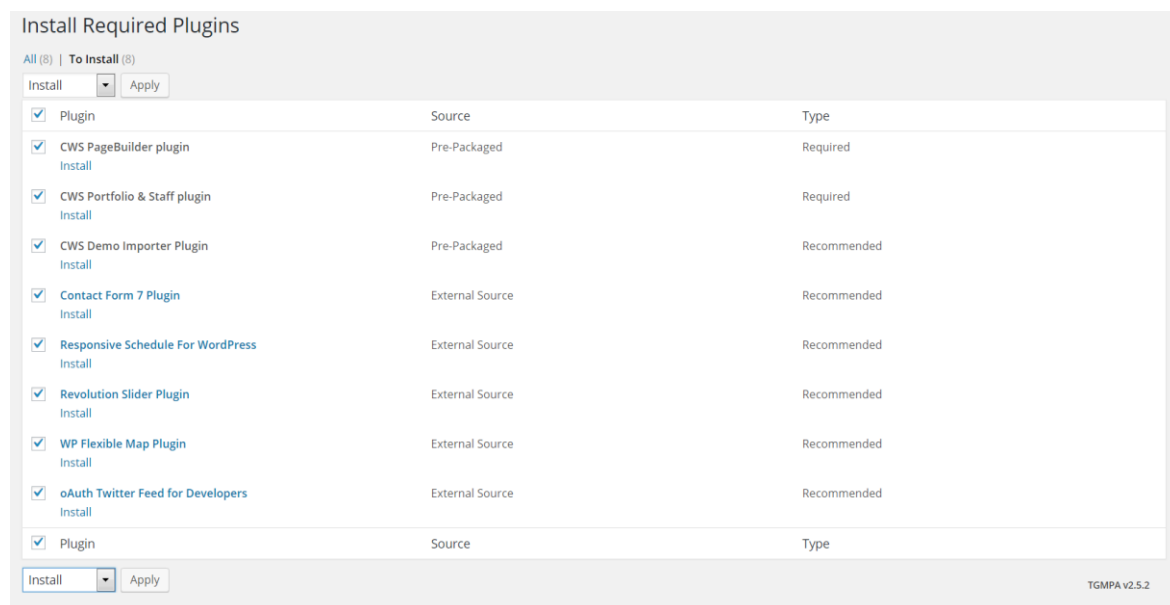 Install Required Plugins
All (8) | To Install (8)
Install Apply
Plugin Source Type
CWS PageBuilder plugin Pre-Packaged Required
Install
CWS Portfolio & Staff plugin Pre-Packaged Required
Install
CWS Demo Importer Plugin Pre-Packaged Recommended
Install
Contact Form 7 Plugin External Source Recommended
Install
Responsive Schedule For WordPress External Source Recommended
Install
Revolution Slider Plugin External Source Recommended
Install
WP Flexible Map Plugin External Source Recommended
Install
oAuth Twitter Feed for Developers External Source Recommended
Install
Plugin Source Type
Install Apply
TGMPA v2.5.2